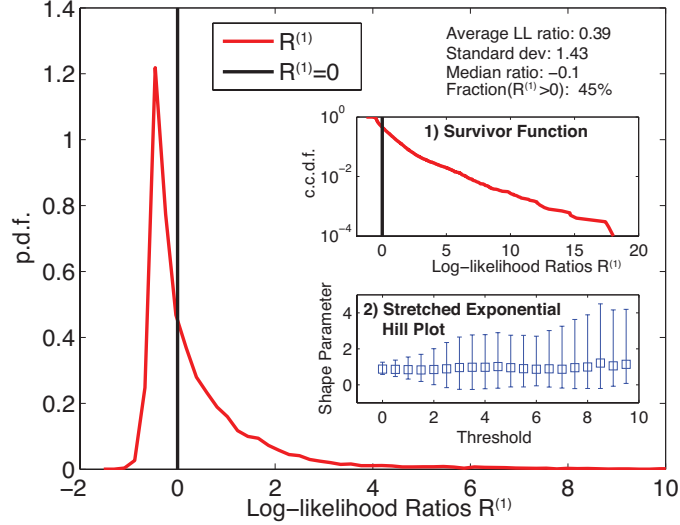 1.4
1.2
1
0.8
0.6
0.4
0.2
0
p.d.f.
−2
0
2
4
6
8
10
Log−likelihood Ratios R⁽¹⁾
R⁽¹⁾
R⁽¹⁾=0
Average LL ratio: 0.39
Standard dev: 1.43
Median ratio: −0.1
Fraction(R⁽¹⁾>0): 45%
1) Survivor Function
c.c.d.f.
10⁰
10⁻²
10⁻⁴
0
5
10
15
20
Log−likelihood Ratios R⁽¹⁾
2) Stretched Exponential
Hill Plot
Shape Parameter
4
2
0
0
2
4
6
8
10
Threshold